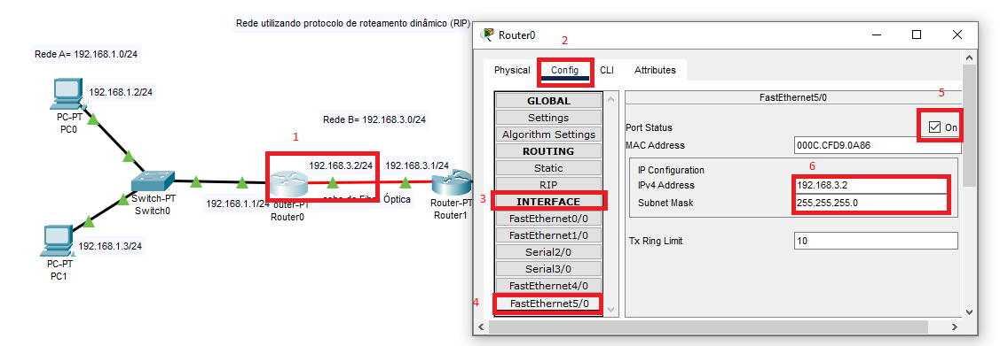 Rede utilizando protocolo de roteamento dinâmico (RIP)
Rede A= 192.168.1.0/24
192.168.1.2/24
PC-PT
PC0
Rede B= 192.168.3.0/24
1
192.168.3.2/24
192.168.3.1/24
Switch-PT
Switch0
192.168.1.1/24
outer-PT
Router0
cabo de Fibra Óptica
Router-PT
Router1
192.168.1.3/24
PC-PT
PC1
Router0
2
Physical
Config
CLI
Attributes
GLOBAL
Settings
Algorithm Settings
ROUTING
Static
RIP
3
INTERFACE
FastEthernet0/0
FastEthernet1/0
Serial2/0
Serial3/0
FastEthernet4/0
4
FastEthernet5/0
FastEthernet5/0
5
Port Status
On
MAC Address
000C.CFD9.0A86
6
IP Configuration
IPv4 Address
192.168.3.2
Subnet Mask
255.255.255.0
Tx Ring Limit
10